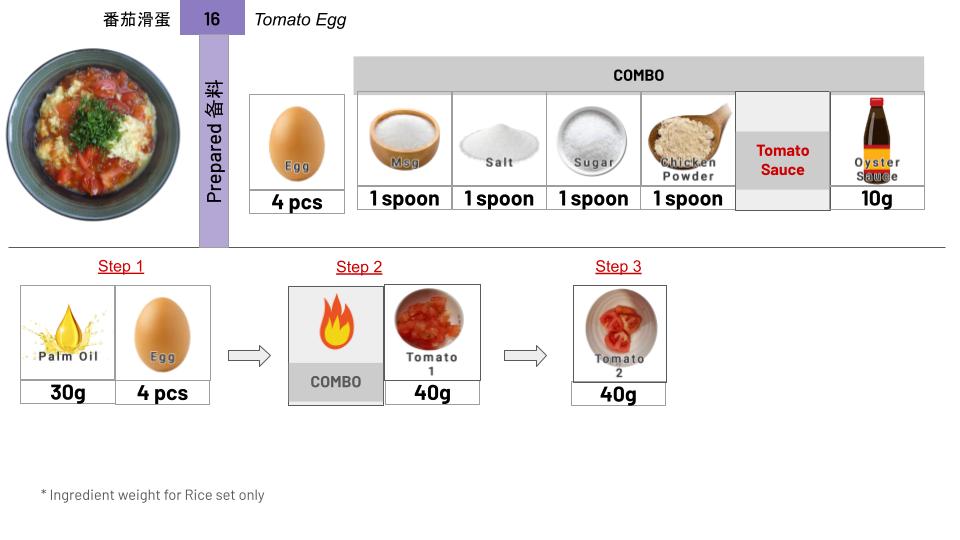 番茄滑蛋
16
Tomato Egg
Prepared 备料
COMBO
Egg
Msg
Salt
Sugar
Chicken
Powder
Tomato
Sauce
Oyster
Sauce
4 pcs
1 spoon
1 spoon
1 spoon
1 spoon
10g
Step 1
Step 2
Step 3
Palm Oil
Egg
COMBO
Tomato
1
Tomato
2
30g
4 pcs
40g
40g
* Ingredient weight for Rice set only